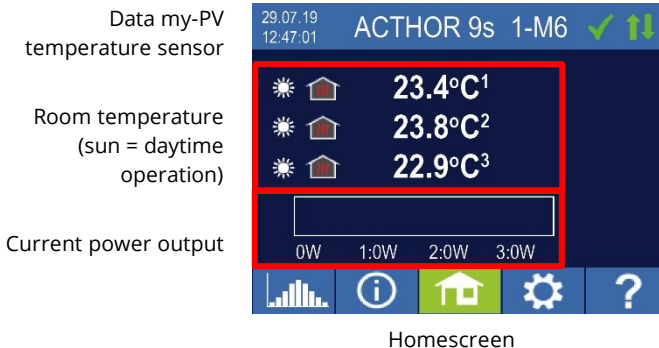 Data my-PV
temperature sensor
Room temperature
(sun = daytime
operation)
Current power output
29.07.19
12:47:01
ACTHOR 9s 1-M6
23.4°C¹
23.8°C²
22.9°C³
0W 1:0W 2:0W 3:0W
i
?
Homescreen